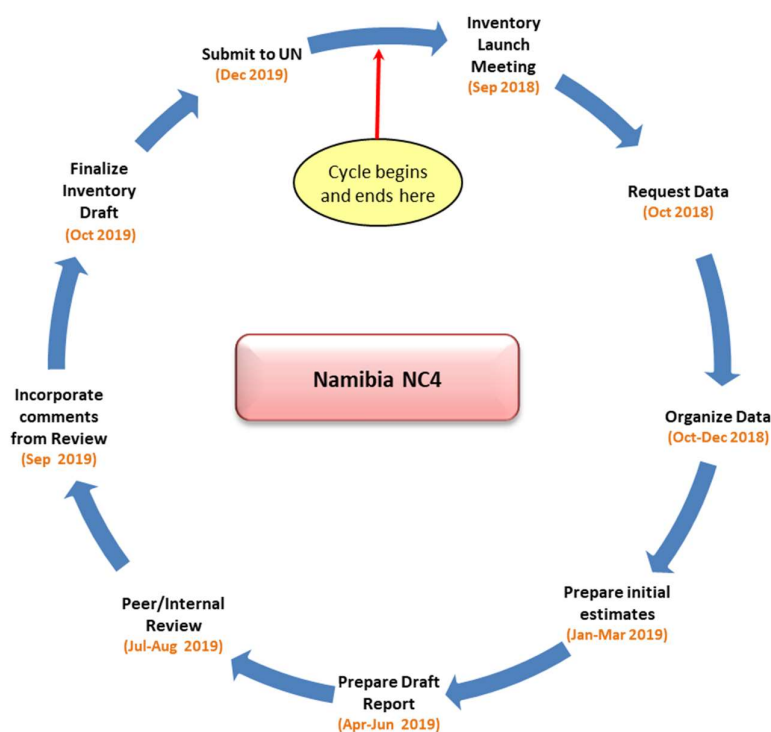 Inventory
Launch
Meeting
(Sep 2018)
Request Data
(Oct 2018)
Organize Data
(Oct-Dec 2018)
Prepare initial
estimates
(Jan-Mar 2019)
Prepare Draft
Report
(Apr-Jun 2019)
Peer/Internal
Review
(Jul-Aug 2019)
Incorporate
comments
from Review
(Sep 2019)
Finalize
Inventory
Draft
(Oct 2019)
Submit to UN
(Dec 2019)
Cycle begins
and ends here
Namibia NC4